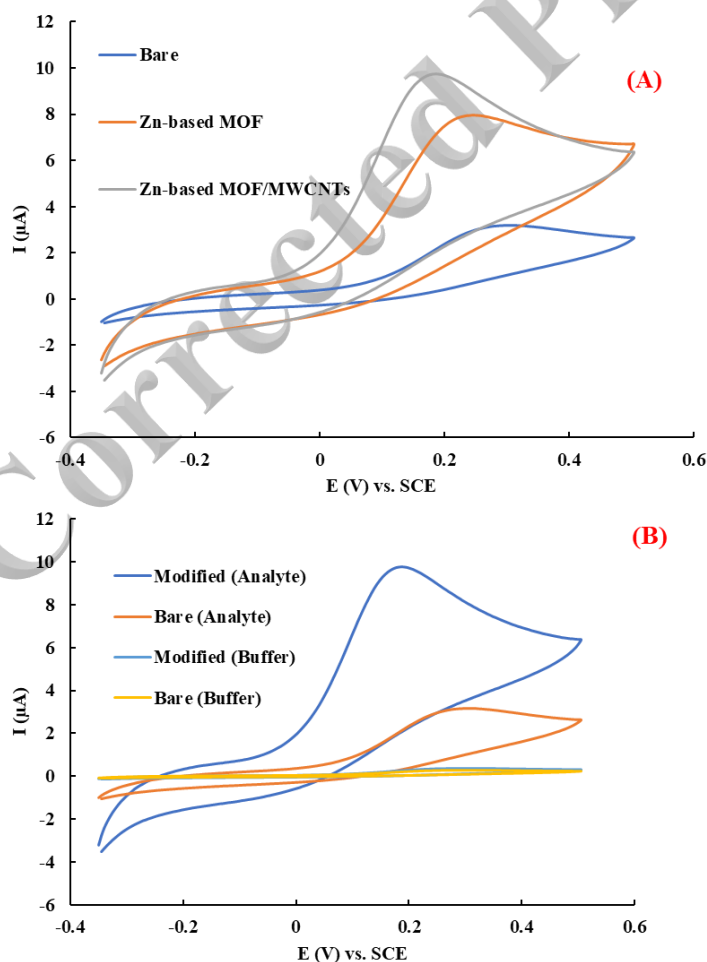 Corrected P
12
10
8
6
4
2
0
-2
-4
-6
I (µA)
Bare
Zn-based MOF
Zn-based MOF/MWCNTs
(A)
-0.4
-0.2
0
0.2
0.4
0.6
E (V) vs. SCE
12
10
8
6
4
2
0
-2
-4
-6
I (µA)
Modified (Analyte)
Bare (Analyte)
Modified (Buffer)
Bare (Buffer)
(B)
-0.4
-0.2
0
0.2
0.4
0.6
E (V) vs. SCE